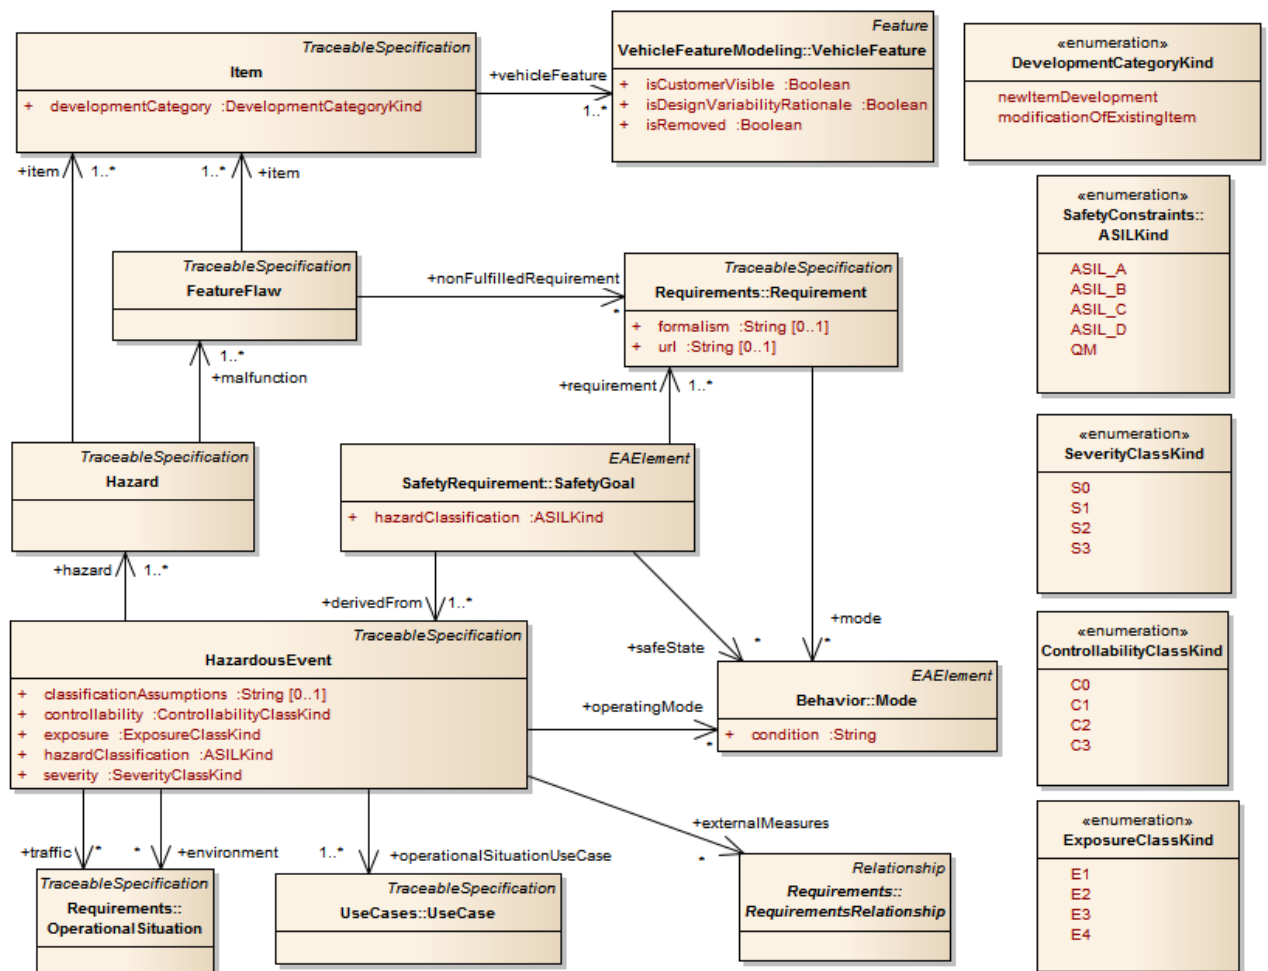 TraceableSpecification
Item
+ developmentCategory :DevelopmentCategoryKind
+vehicleFeature
1..*
Feature
VehicleFeatureModeling::VehicleFeature
+ isCustomerVisible :Boolean
+ isDesignVariabilityRationale :Boolean
+ isRemoved :Boolean
«enumeration»
DevelopmentCategoryKind
newItemDevelopment
modificationOfExistingItem
+item
1..*
1..*
+item
«enumeration»
SafetyConstraints::
ASILKind
ASIL_A
ASIL_B
ASIL_C
ASIL_D
QM
TraceableSpecification
FeatureFlaw
+nonFulfilledRequirement
*
TraceableSpecification
Requirements::Requirement
+ formalism :String [0..1]
+ url :String [0..1]
1..*
+malfunction
+requirement
1..*
TraceableSpecification
Hazard
EAElement
SafetyRequirement::SafetyGoal
+ hazardClassification :ASILKind
«enumeration»
SeverityClassKind
S0
S1
S2
S3
+hazard
1..*
+derivedFrom
1..*
+safeState
*
+mode
*
TraceableSpecification
HazardousEvent
+ classificationAssumptions :String [0..1]
+ controllability :ControllabilityClassKind
+ exposure :ExposureClassKind
+ hazardClassification :ASILKind
+ severity :SeverityClassKind
+operatingMode
*
EAElement
Behavior::Mode
+ condition :String
«enumeration»
ControllabilityClassKind
C0
C1
C2
C3
+externalMeasures
*
+traffic
*
*
+environment
1..*
+operationalSituationUseCase
TraceableSpecification
Requirements::
OperationalSituation
TraceableSpecification
UseCases::UseCase
Relationship
Requirements::
RequirementsRelationship
«enumeration»
ExposureClassKind
E1
E2
E3
E4